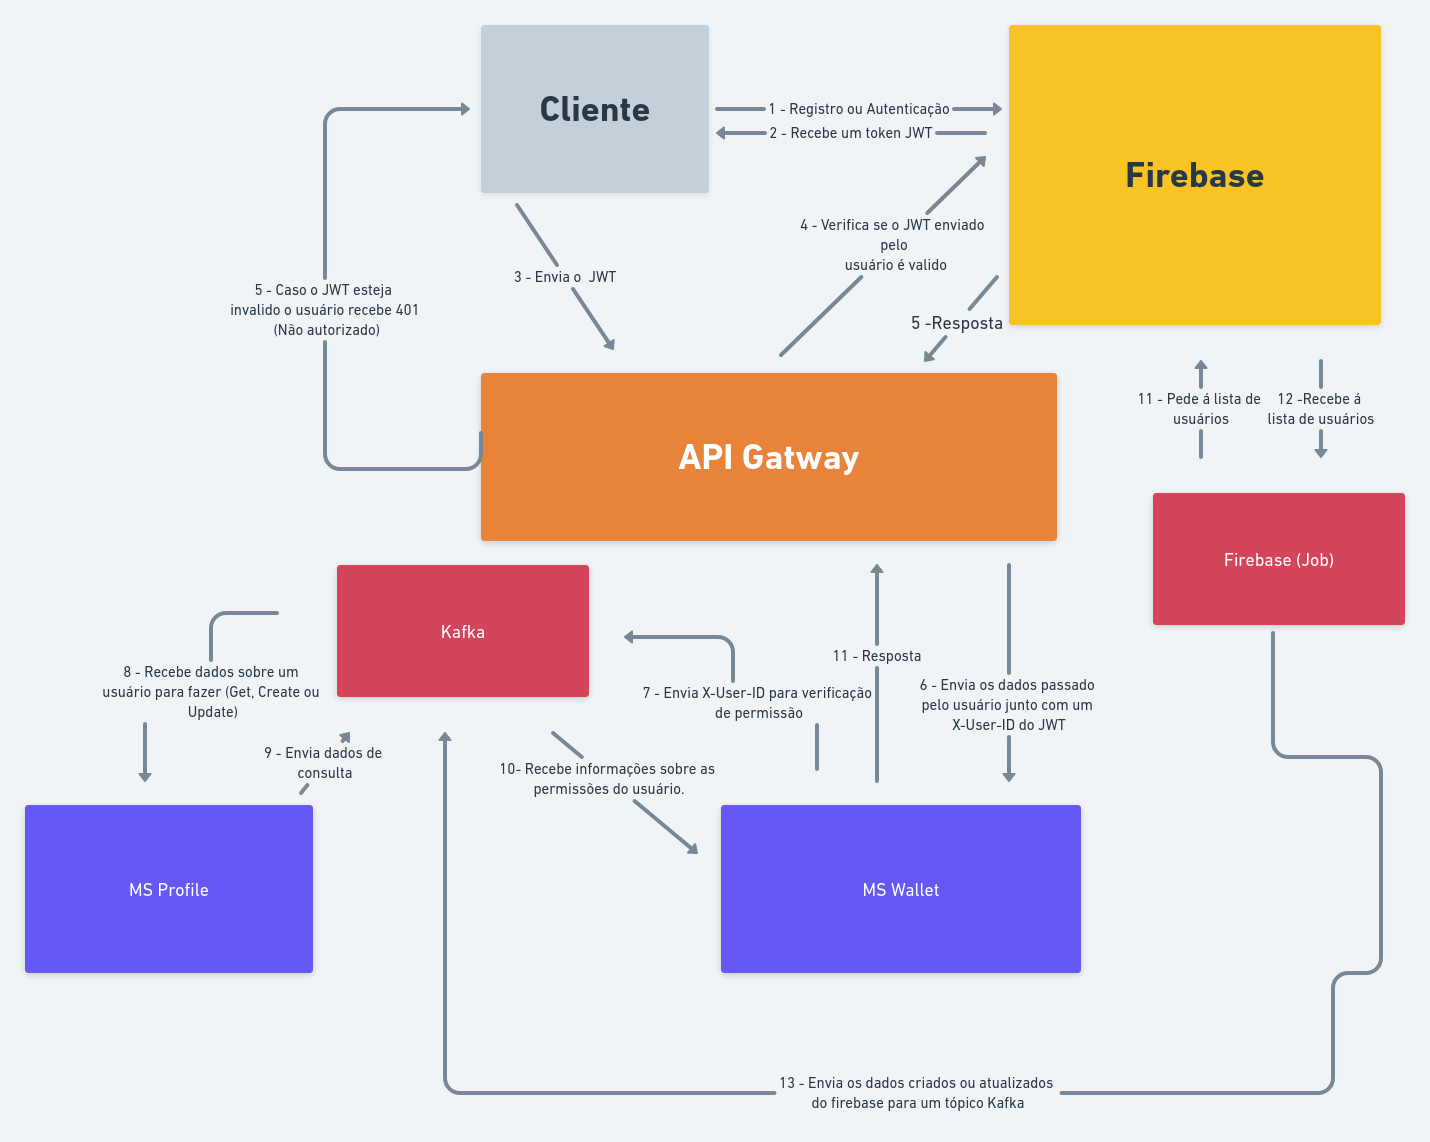 Cliente
Firebase
1 - Registro ou Autenticação
2 - Recebe um token JWT
4 - Verifica se o JWT enviado
pelo
usuário é valido
3 - Envia o  JWT
5 - Caso o JWT esteja
invalido o usuário recebe 401
(Não autorizado)
5 -Resposta
11 - Pede á lista de
usuários
12 -Recebe á
lista de usuários
API Gatway
Firebase (Job)
Kafka
11 - Resposta
8 - Recebe dados sobre um
usuário para fazer (Get, Create ou
Update)
7 - Envia X-User-ID para verificação
de permissão
6 - Envia os dados passado
pelo usuário junto com um
X-User-ID do JWT
9 - Envia dados de
consulta
10- Recebe informações sobre as
permissões do usuário.
MS Profile
MS Wallet
13 - Envia os dados criados ou atualizados
do firebase para um tópico Kafka